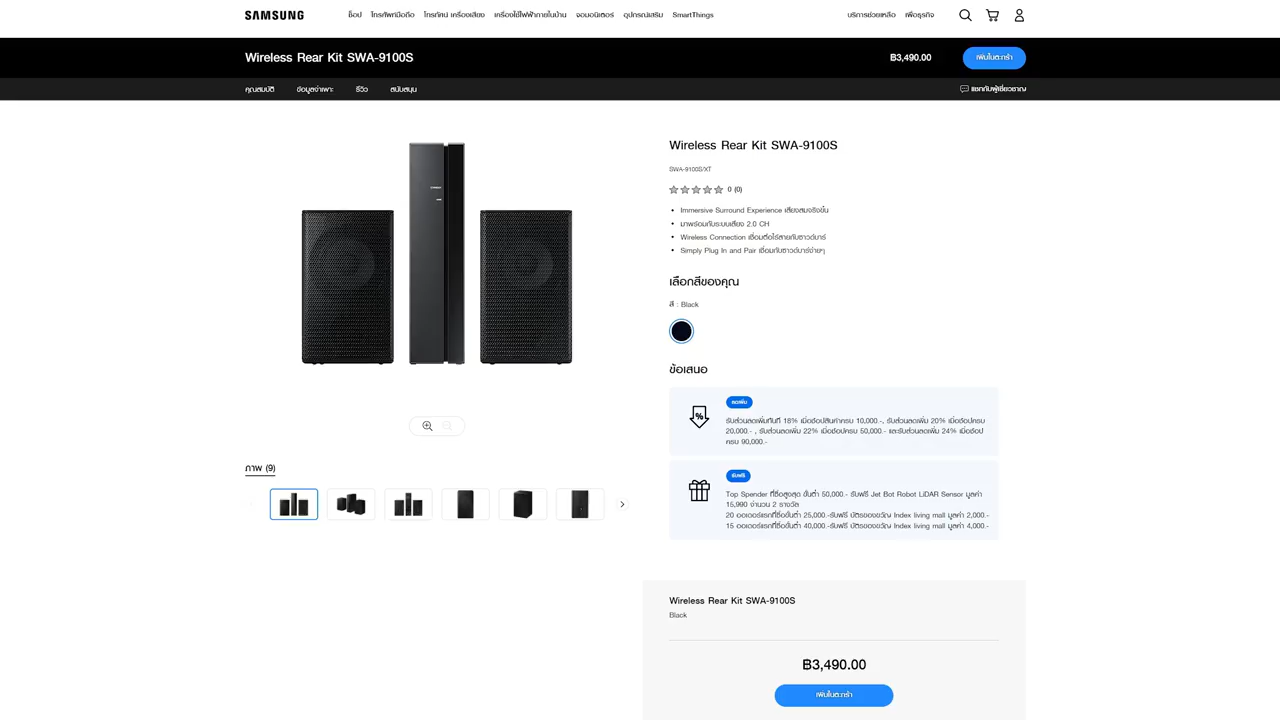 SAMSUNG
ช็อป โทรศัพท์มือถือ โทรทัศน์ เครื่องเสียง เครื่องใช้ไฟฟ้าภายในบ้าน จอมอนิเตอร์ อุปกรณ์เสริม SmartThings บริการช่วยเหลือ เพื่อธุรกิจ
Wireless Rear Kit SWA-9100S ฿3,490.00 เพิ่มในตะกร้า
คุณสมบัติ ข้อมูลจำเพาะ รีวิว สนับสนุน แชทกับผู้เชี่ยวชาญ
Wireless Rear Kit SWA-9100S
SWA-9100S/XT
0 (0)
Immersive Surround Experience เสียงสมจริงขึ้น
มาพร้อมกับระบบเสียง 2.0 CH
Wireless Connection เชื่อมต่อไร้สายกับซาวด์บาร์
Simply Plug In and Pair เชื่อมกับซาวด์บาร์ง่ายๆ
เลือกสีของคุณ
สี : Black
ข้อเสนอ
ลดเพิ่ม
รับส่วนลดเพิ่มทันที 16% เมื่อช้อปสินค้าครบ 10,000.-, รับส่วนลดเพิ่ม 20% เมื่อช้อปครบ
20,000.- , รับส่วนลดเพิ่ม 22% เมื่อช้อปครบ 50,000.- และรับส่วนลดเพิ่ม 24% เมื่อช้อป
ครบ 90,000.-
รับฟรี
Top Spender ที่ซื้อสูงสุด ขั้นต่ำ 50,000.- รับฟรี Jet Bot Robot LiDAR Sensor มูลค่า
15,990 จำนวน 2 รางวัล
20 ออเดอร์แรกที่ซื้อขั้นต่ำ 25,000.-รับฟรี บัตรของขวัญ Index living mall มูลค่า 2,000.-
15 ออเดอร์แรกที่ซื้อขั้นต่ำ 40,000.-รับฟรี บัตรของขวัญ Index living mall มูลค่า 4,000.-
ภาพ (9)
Wireless Rear Kit SWA-9100S
Black
฿3,490.00
เพิ่มในตะกร้า